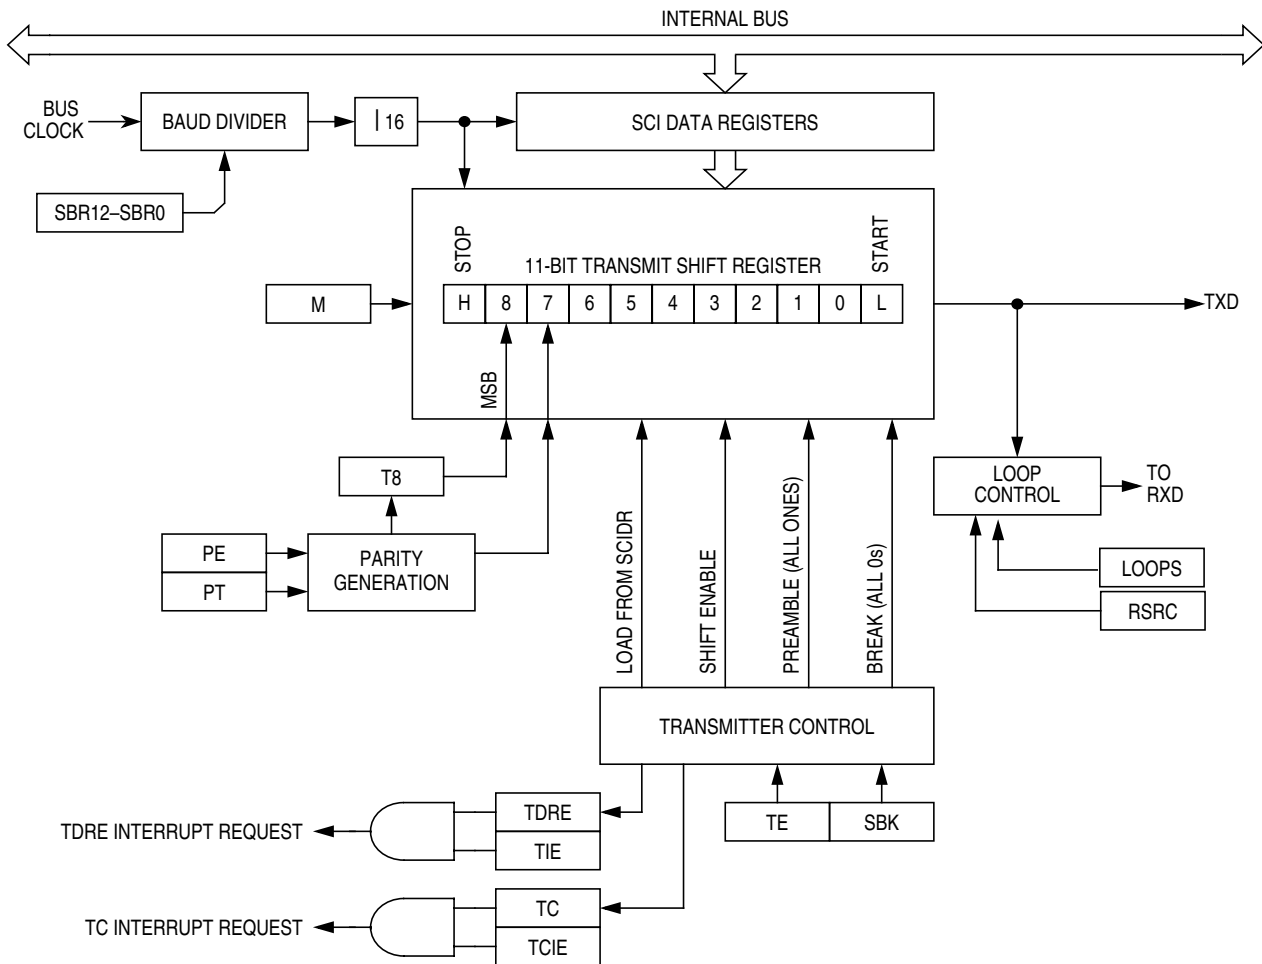 INTERNAL BUS
BUS
CLOCK
BAUD DIVIDER
| 16
SCI DATA REGISTERS
SBR12–SBR0
STOP
11-BIT TRANSMIT SHIFT REGISTER
START
M
H 8 7 6 5 4 3 2 1 0 L
TXD
MSB
T8
LOOP
CONTROL
TO
RXD
PE
PT
PARITY
GENERATION
LOAD FROM SCIDR
SHIFT ENABLE
PREAMBLE (ALL ONES)
BREAK (ALL 0s)
LOOPS
RSRC
TRANSMITTER CONTROL
TDRE INTERRUPT REQUEST
TDRE
TIE
TE
SBK
TC INTERRUPT REQUEST
TC
TCIE